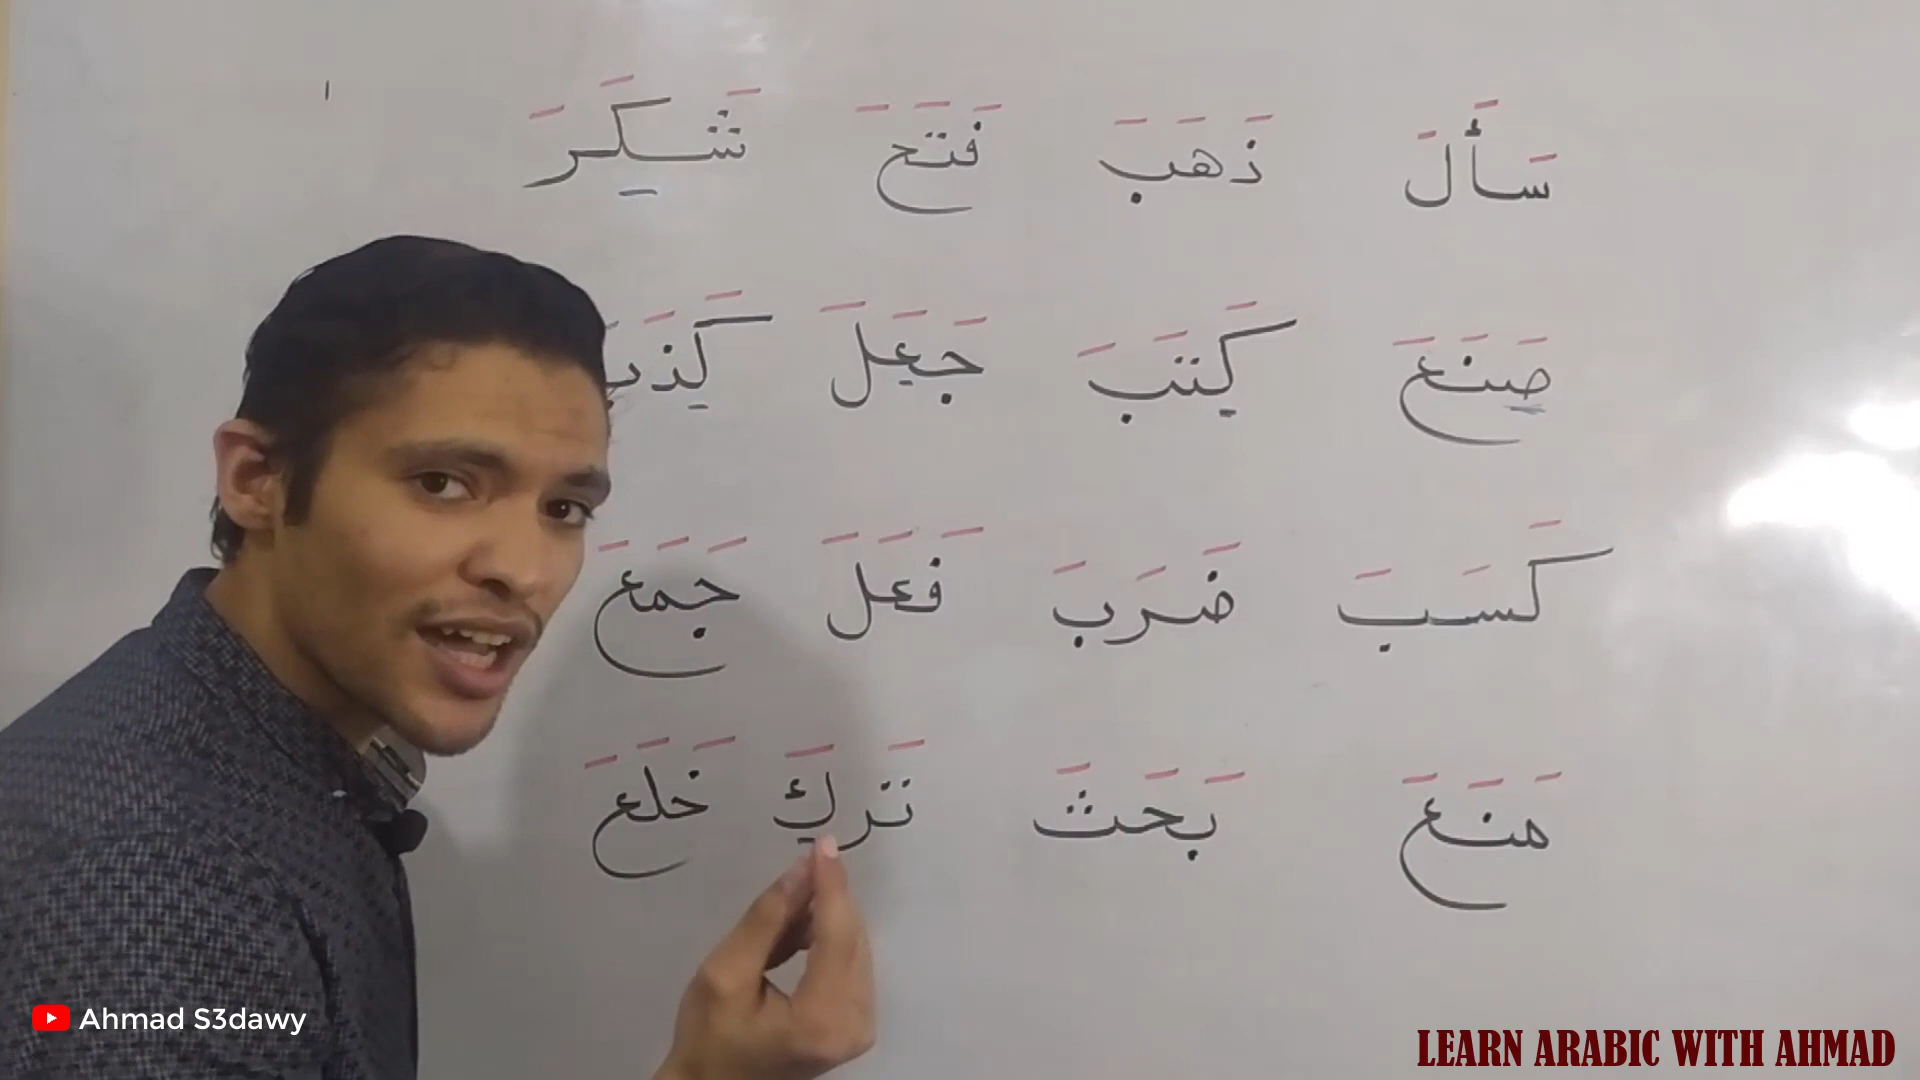 سَأَلَ ذَهَبَ فَتَحَ شَكَرَ
صَنَعَ كَتَبَ جَعَلَ كَذَب
كَسَبَ ضَرَبَ فَعَلَ جَمَعَ
مَنَعَ بَحَثَ تَرَكَ خَلَعَ
Ahmad S3dawy
LEARN ARABIC WITH AHMAD